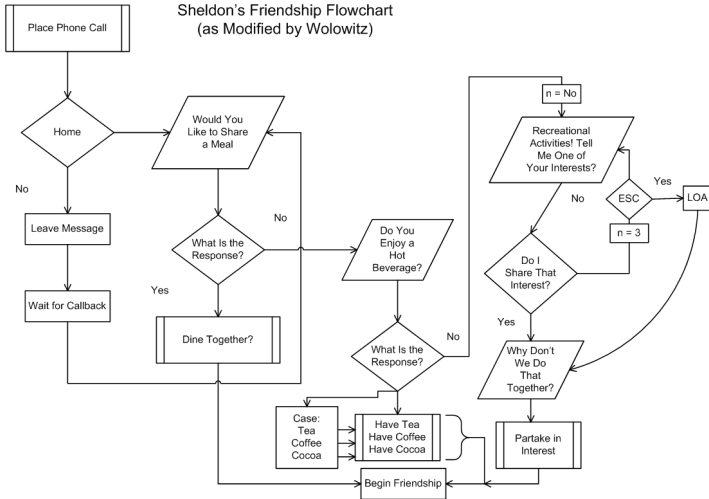 Sheldon's Friendship Flowchart
(as Modified by Wolowitz)
Place Phone Call
Home
No
Leave Message
Wait for Callback
Would You
Like to Share
a Meal
What Is the
Response?
No
Yes
Dine Together?
Do You
Enjoy a
Hot
Beverage?
What Is the
Response?
No
Case:
Tea
Coffee
Cocoa
Have Tea
Have Coffee
Have Cocoa
n = No
Recreational
Activities! Tell
Me One of
Your Interests?
No
ESC
Yes
LOA
n = 3
Do I
Share That
Interest?
Yes
Why Don't
We Do
That
Together?
Partake in
Interest
Begin Friendship